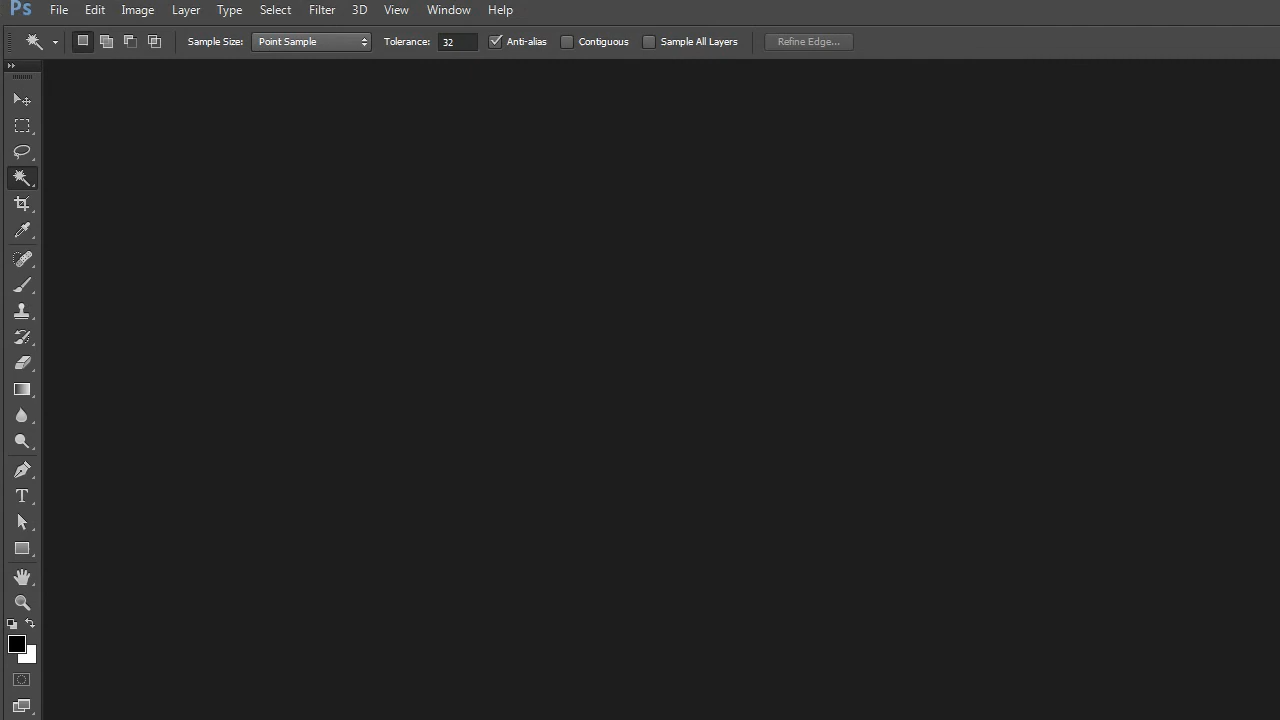 Ps File Edit Image Layer Type Select Filter 3D View Window Help
Sample Size: Point Sample Tolerance: 32 Anti-alias Contiguous Sample All Layers Refine Edge...
T